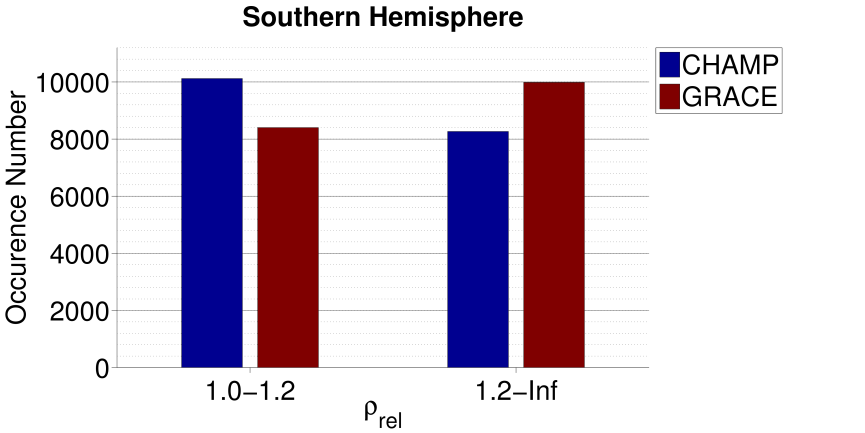 Southern Hemisphere
CHAMP
GRACE
Occurence Number
10000
8000
6000
4000
2000
0
1.0−1.2
1.2−Inf
ρrel